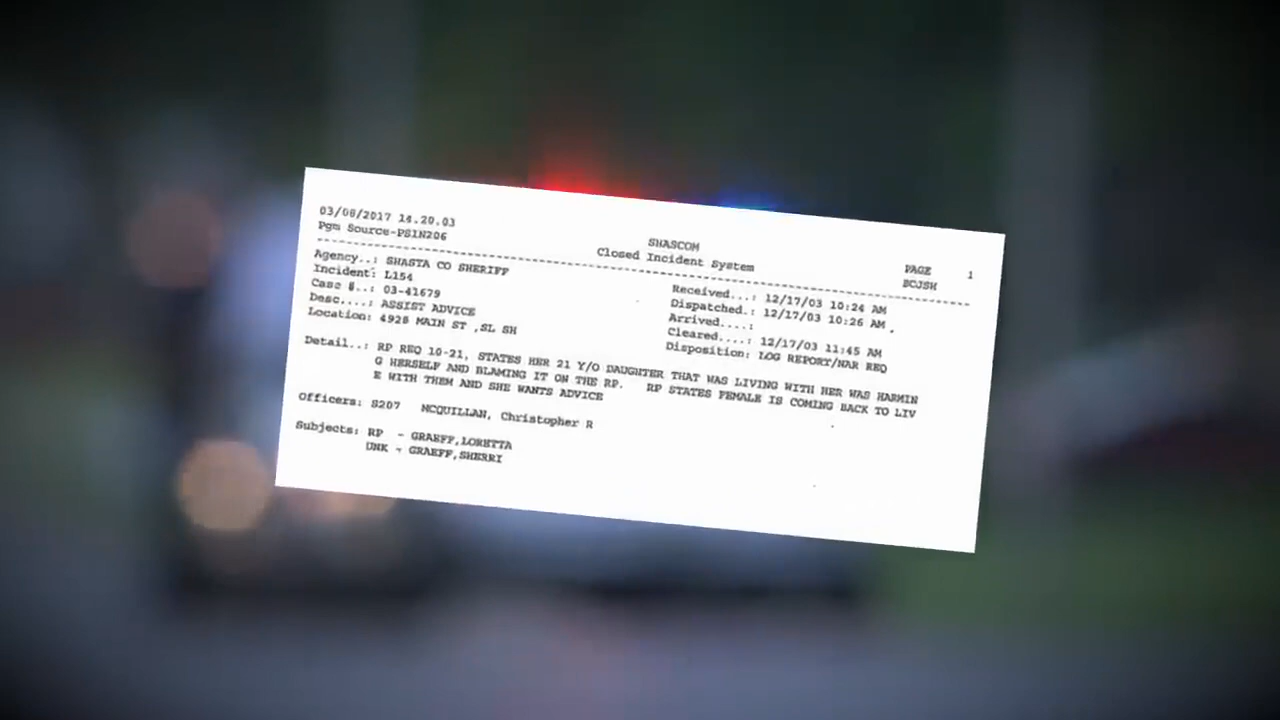 03/08/2017 14.20.03
Pgm Source-PS1N206
SHASCOM
Closed Incident System
PAGE 1
BCJSH
Agency..: SHASTA CO SHERIFF
Incident: L154
Case #..: 03-41679
Desc....: ASSIST ADVICE
Location: 4928 MAIN ST ,SL SH
Received...: 12/17/03 10:24 AM
Dispatched.: 12/17/03 10:26 AM
Arrived....:
Cleared....: 12/17/03 11:45 AM
Disposition: LOG REPORT/NAR REQ
Detail..: RP REQ 10-21, STATES HER 21 Y/O DAUGHTER THAT WAS LIVING WITH HER WAS HARMIN
G HERSELF AND BLAMING IT ON THE RP. RP STATES FEMALE IS COMING BACK TO LIV
E WITH THEM AND SHE WANTS ADVICE
Officers: S207 MCQUILLAN, Christopher R
Subjects: RP - GRAEFF,LORETTA
UNK - GRAEFF,SHERRI